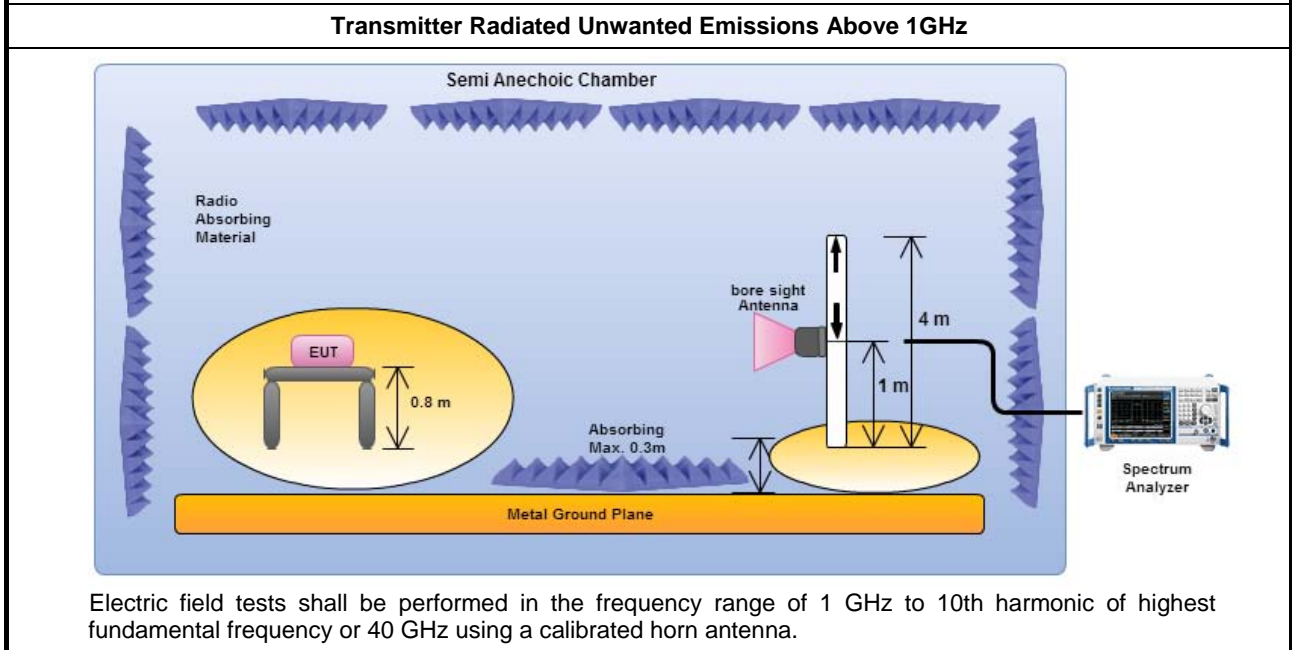 Transmitter Radiated Unwanted Emissions Above 1GHz
Semi Anechoic Chamber
Radio
Absorbing
Material
bore sight
Antenna
4 m
EUT
1 m
0.8 m
Absorbing
Max. 0.3m
Spectrum
Analyzer
Metal Ground Plane
Electric field tests shall be performed in the frequency range of 1 GHz to 10th harmonic of highest
fundamental frequency or 40 GHz using a calibrated horn antenna.